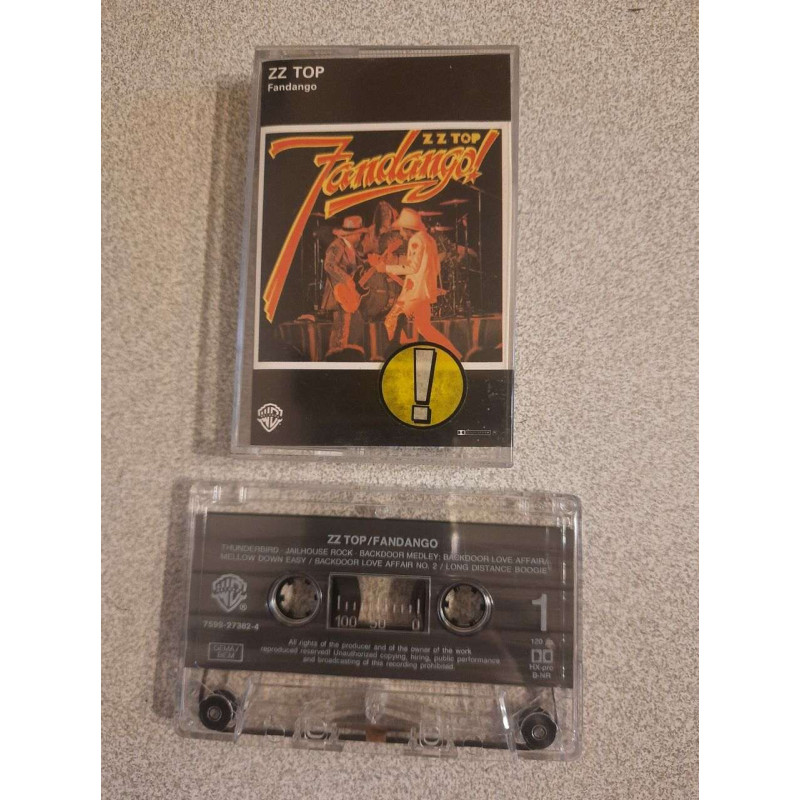 ZZ TOP
Fandango
ZZ TOP
Fandango!
!
ZZ TOP/FANDANGO
THUNDERBIRD · JAILHOUSE ROCK · BACKDOOR MEDLEY: BACKDOOR LOVE AFFAIR/
MELLOW DOWN EASY / BACKDOOR LOVE AFFAIR NO. 2 / LONG DISTANCE BOOGIE
®
7599-27382-4
1
100 50 0
120
All rights of the producer and of the owner of the work
reproduced reserved! Unauthorized copying, hiring, public performance
and broadcasting of this recording prohibited.
GEMA/
BIEM
HX-pro
B-NR